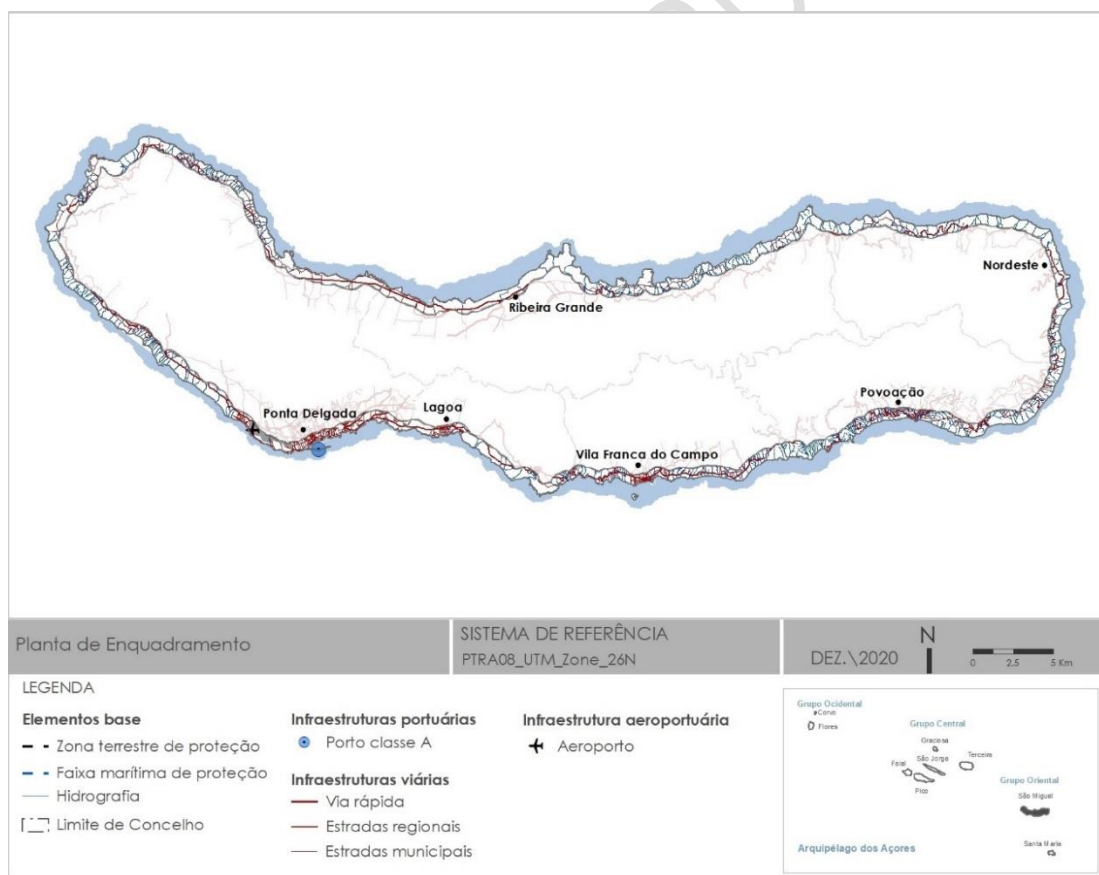 Nordeste
Ribeira Grande
Povoação
Ponta Delgada
Lagoa
Vila Franca do Campo
Planta de Enquadramento
SISTEMA DE REFERÊNCIA
PTRA08_UTM_Zone_26N
DEZ.\2020
N
0 2,5 5 Km
LEGENDA
Elementos base
Zona terrestre de proteção
Faixa marítima de proteção
Hidrografia
Limite de Concelho
Infraestruturas portuárias
Porto classe A
Infraestruturas viárias
Via rápida
Estradas regionais
Estradas municipais
Infraestrutura aeroportuária
Aeroporto
Grupo Ocidental
Corvo
Flores
Grupo Central
Graciosa
São Jorge
Terceira
Faial
Pico
Grupo Oriental
São Miguel
Santa Maria
Arquipélago dos Açores